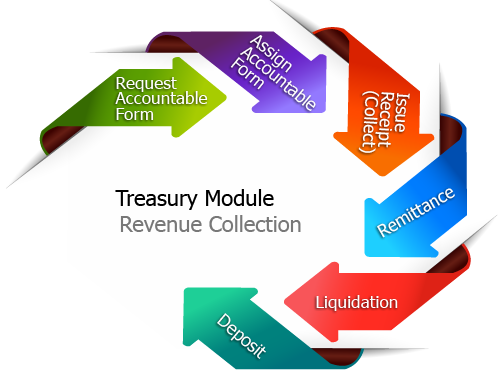 Request
Accountable
Form
Assign
Accountable
Form
Issue
Receipt
(Collect)
Remittance
Liquidation
Deposit
Treasury Module
Revenue Collection